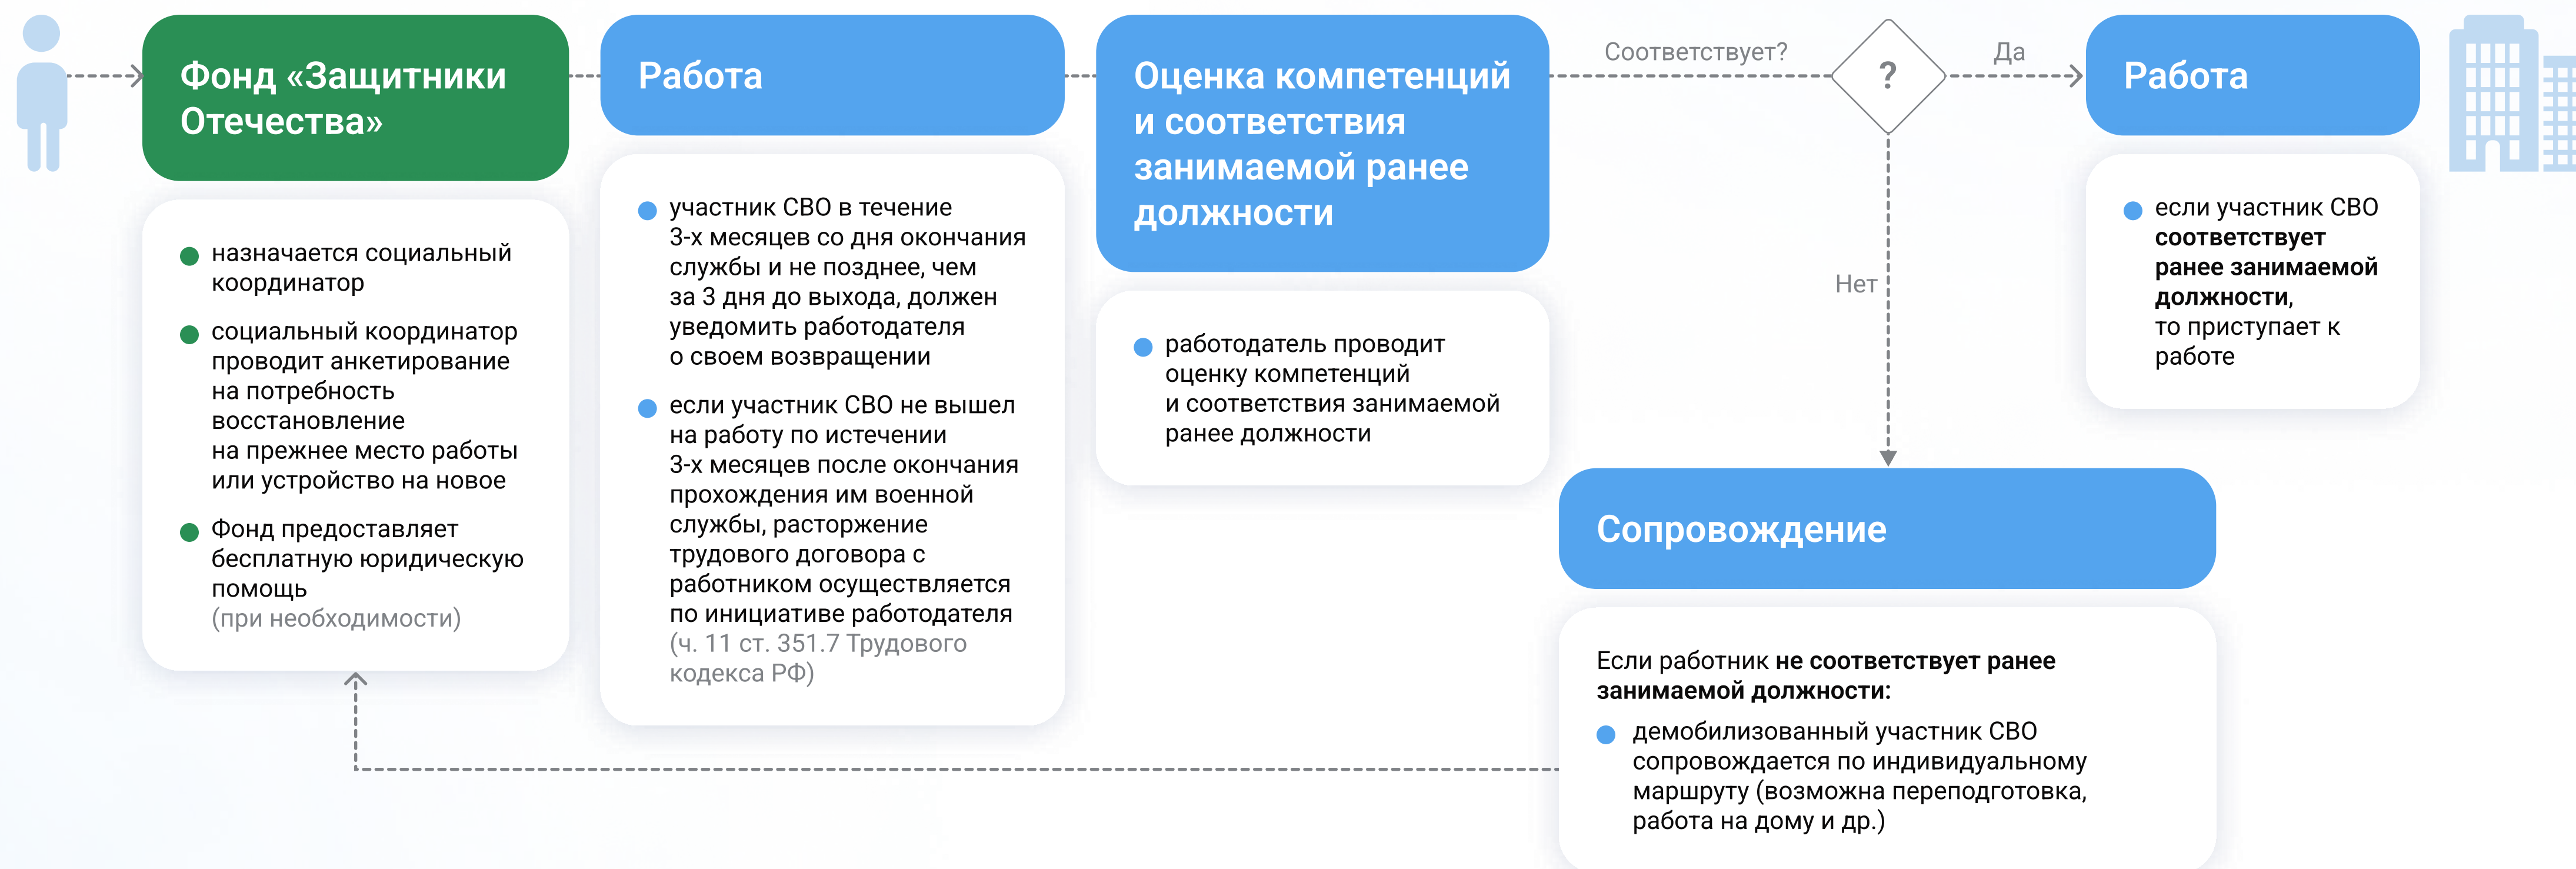 Фонд «Защитники
Отечества»
назначается социальный
координатор
социальный координатор
проводит анкетирование
на потребность
восстановление
на прежнее место работы
или устройство на новое
Фонд предоставляет
бесплатную юридическую
помощь
(при необходимости)
Работа
участник СВО в течение
3-х месяцев со дня окончания
службы и не позднее, чем
за 3 дня до выхода, должен
уведомить работодателя
о своем возвращении
если участник СВО не вышел
на работу по истечении
3-х месяцев после окончания
прохождения им военной
службы, расторжение
трудового договора с
работником осуществляется
по инициативе работодателя
(ч. 11 ст. 351.7 Трудового
кодекса РФ)
Оценка компетенций
и соответствия
занимаемой ранее
должности
работодатель проводит
оценку компетенций
и соответствия занимаемой
ранее должности
Соответствует?
?
Да
Нет
Работа
если участник СВО
соответствует
ранее занимаемой
должности,
то приступает к
работе
Сопровождение
Если работник не соответствует ранее
занимаемой должности:
демобилизованный участник СВО
сопровождается по индивидуальному
маршруту (возможна переподготовка,
работа на дому и др.)